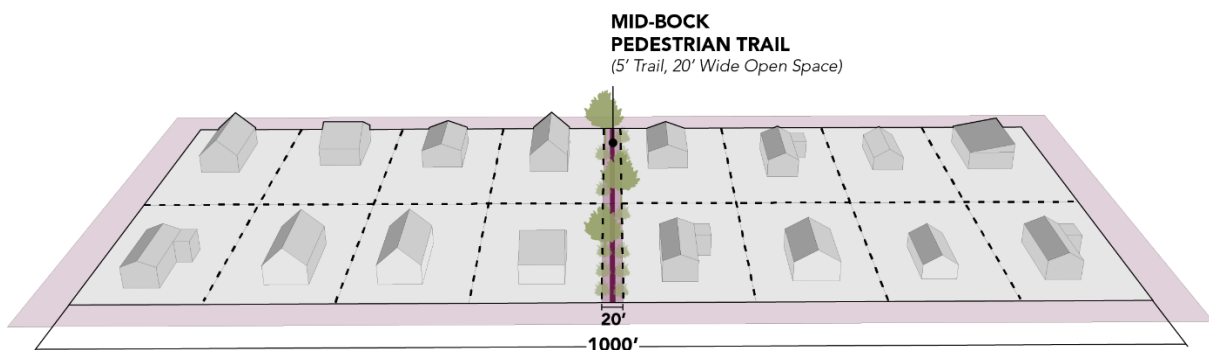 MID-BOCK
PEDESTRIAN TRAIL
(5' Trail, 20' Wide Open Space)
20'
1000'